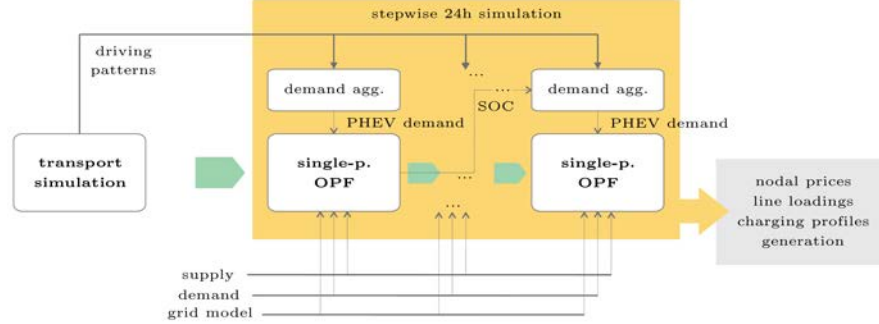 stepwise 24h simulation
driving
patterns
...
demand agg.
...
demand agg.
SOC
PHEV demand
PHEV demand
transport
simulation
single-p.
OPF
...
single-p.
OPF
...
nodal prices
line loadings
charging profiles
generation
supply
demand
grid model